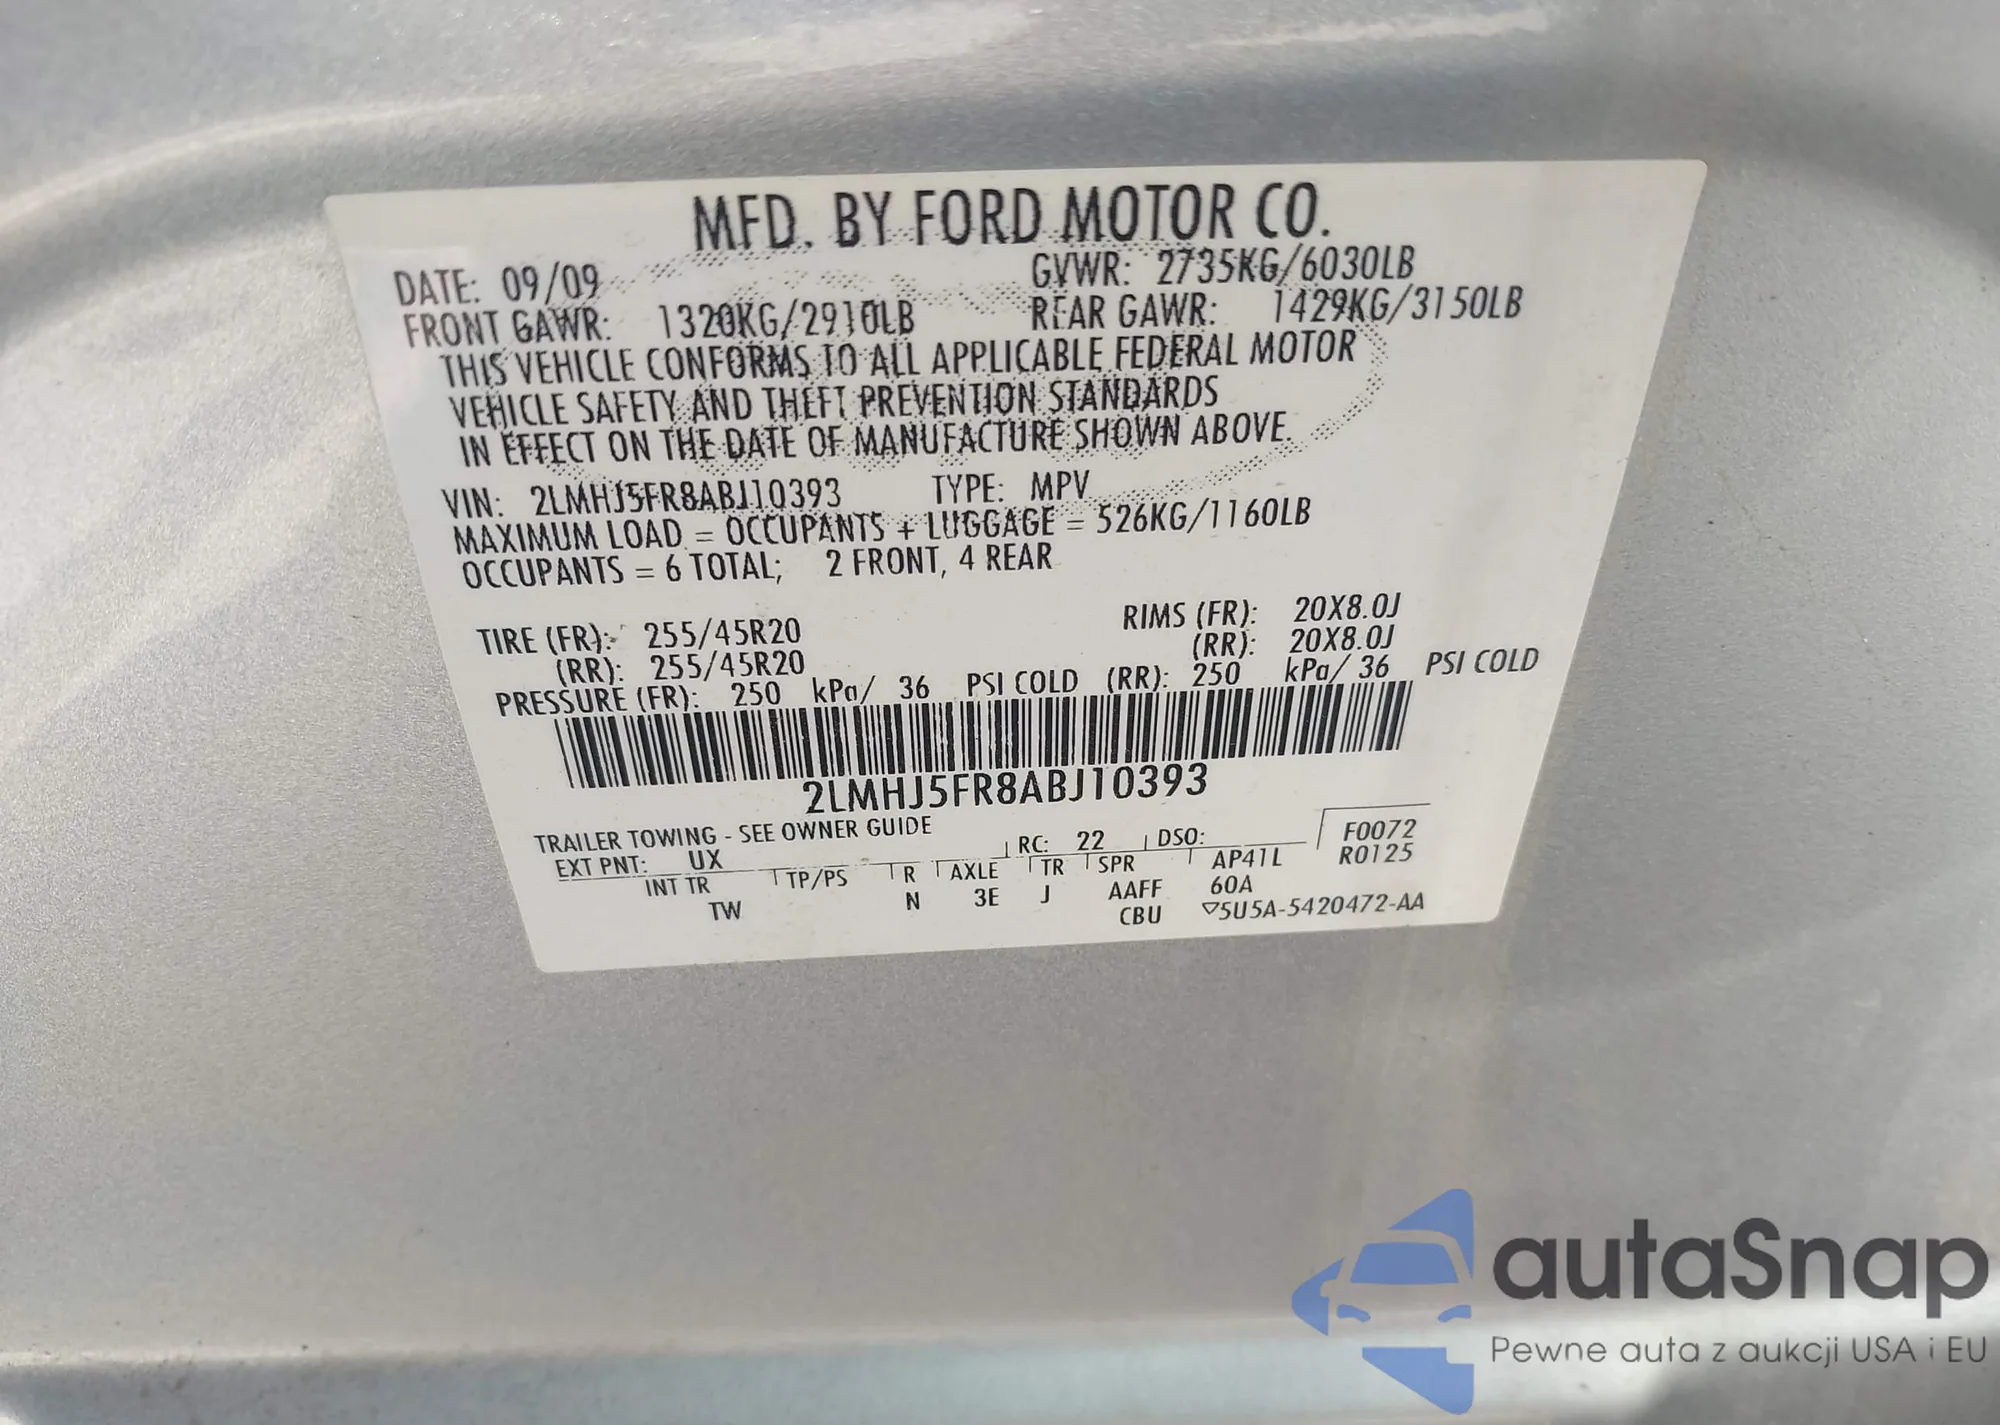 MFD. BY FORD MOTOR CO.
DATE: 09/09 GVWR: 2735KG/6030LB
FRONT GAWR: 1320KG/2910LB REAR GAWR: 1429KG/3150LB
THIS VEHICLE CONFORMS TO ALL APPLICABLE FEDERAL MOTOR
VEHICLE SAFETY AND THEFT PREVENTION STANDARDS
IN EFFECT ON THE DATE OF MANUFACTURE SHOWN ABOVE.
VIN: 2LMHJ5FR8ABJ10393 TYPE: MPV
MAXIMUM LOAD = OCCUPANTS + LUGGAGE = 526KG/1160LB
OCCUPANTS = 6 TOTAL; 2 FRONT, 4 REAR
TIRE (FR): 255/45R20 RIMS (FR): 20X8.0J
(RR): 255/45R20 (RR): 20X8.0J
PRESSURE (FR): 250 kPa/ 36 PSI COLD (RR): 250 kPa/ 36 PSI COLD
2LMHJ5FR8ABJ10393
TRAILER TOWING - SEE OWNER GUIDE
EXT PNT: UX RC: 22 DSO: F0072
INT TR TP/PS R AXLE TR SPR AP41L R0125
TW N 3E J AAFF 60A
CBU ▽5U5A-5420472-AA
autaSnap
Pewne auta z aukcji USA i EU